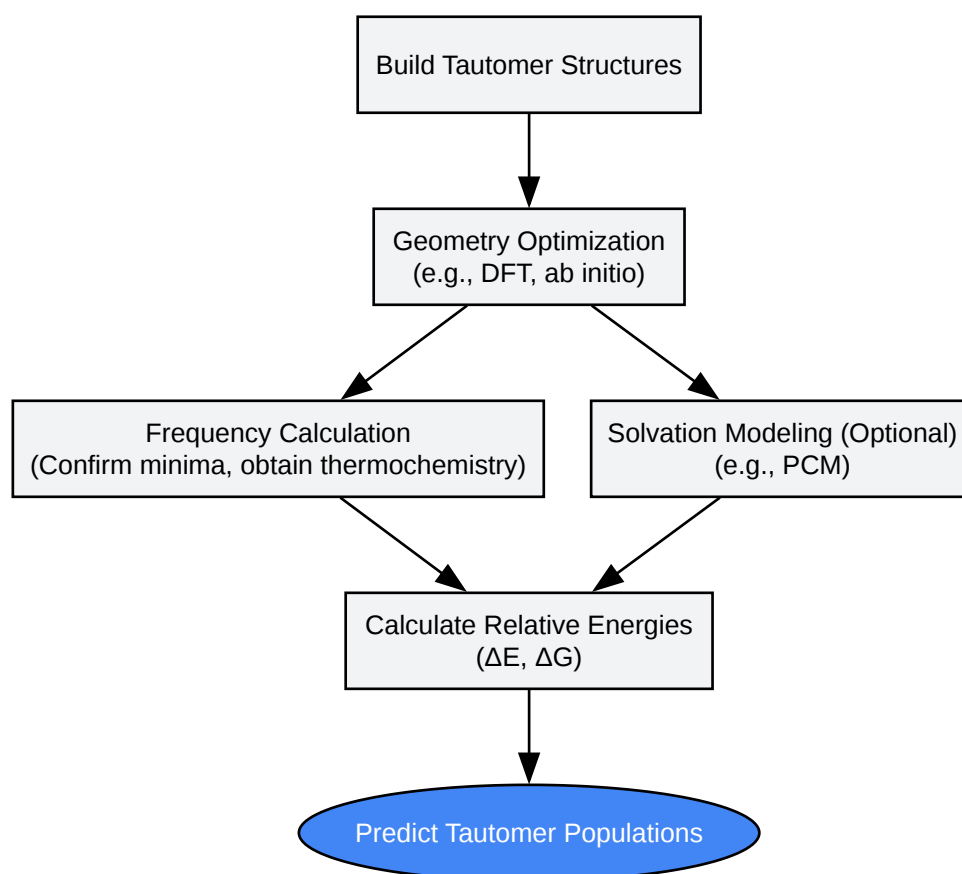 Build Tautomer Structures
Geometry Optimization
(e.g., DFT, ab initio)
Frequency Calculation
(Confirm minima, obtain thermochemistry)
Solvation Modeling (Optional)
(e.g., PCM)
Calculate Relative Energies
(ΔE, ΔG)
Predict Tautomer Populations